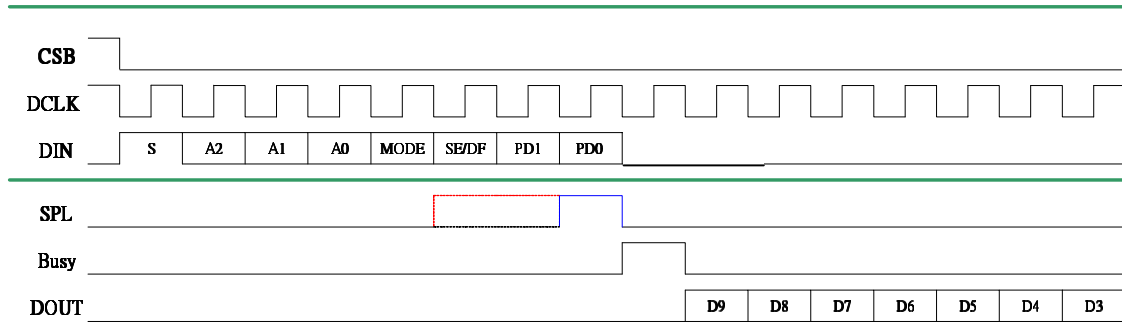 CSB
DCLK
DIN S A2 A1 A0 MODE SE/DF PD1 PD0
SPL
Busy
DOUT D9 D8 D7 D6 D5 D4 D3